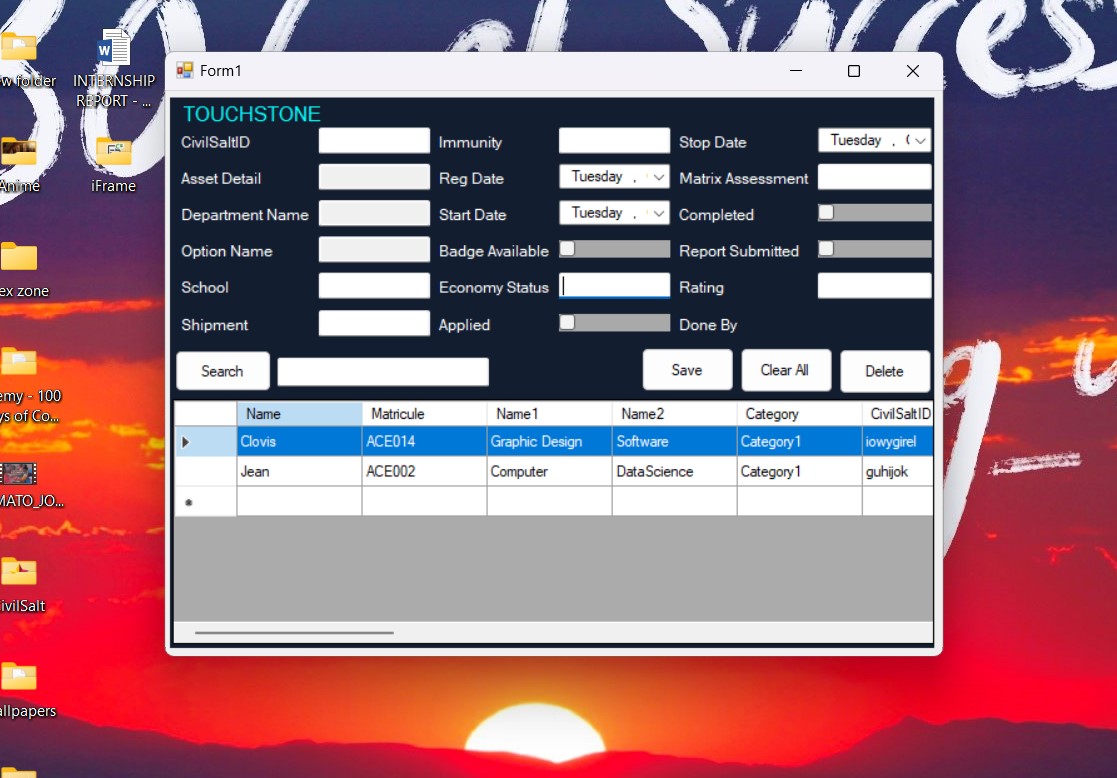 INTERNSHIP
REPORT - ...
iFrame
Form1
TOUCHSTONE
CivilSaltID
Immunity
Stop Date
Tuesday ,
Asset Detail
Reg Date
Tuesday ,
Matrix Assessment
Department Name
Start Date
Tuesday ,
Completed
Option Name
Badge Available
Report Submitted
School
Economy Status
Rating
Shipment
Applied
Done By
Search
Save
Clear All
Delete
Name Matricule Name1 Name2 Category CivilSaltID
Clovis ACE014 Graphic Design Software Category1 iowygirel
Jean ACE002 Computer DataScience Category1 guhijok
w folder
Anime
ex zone
emy - 100
ys of Co...
MATO_JO...
ivilSalt
allpapers